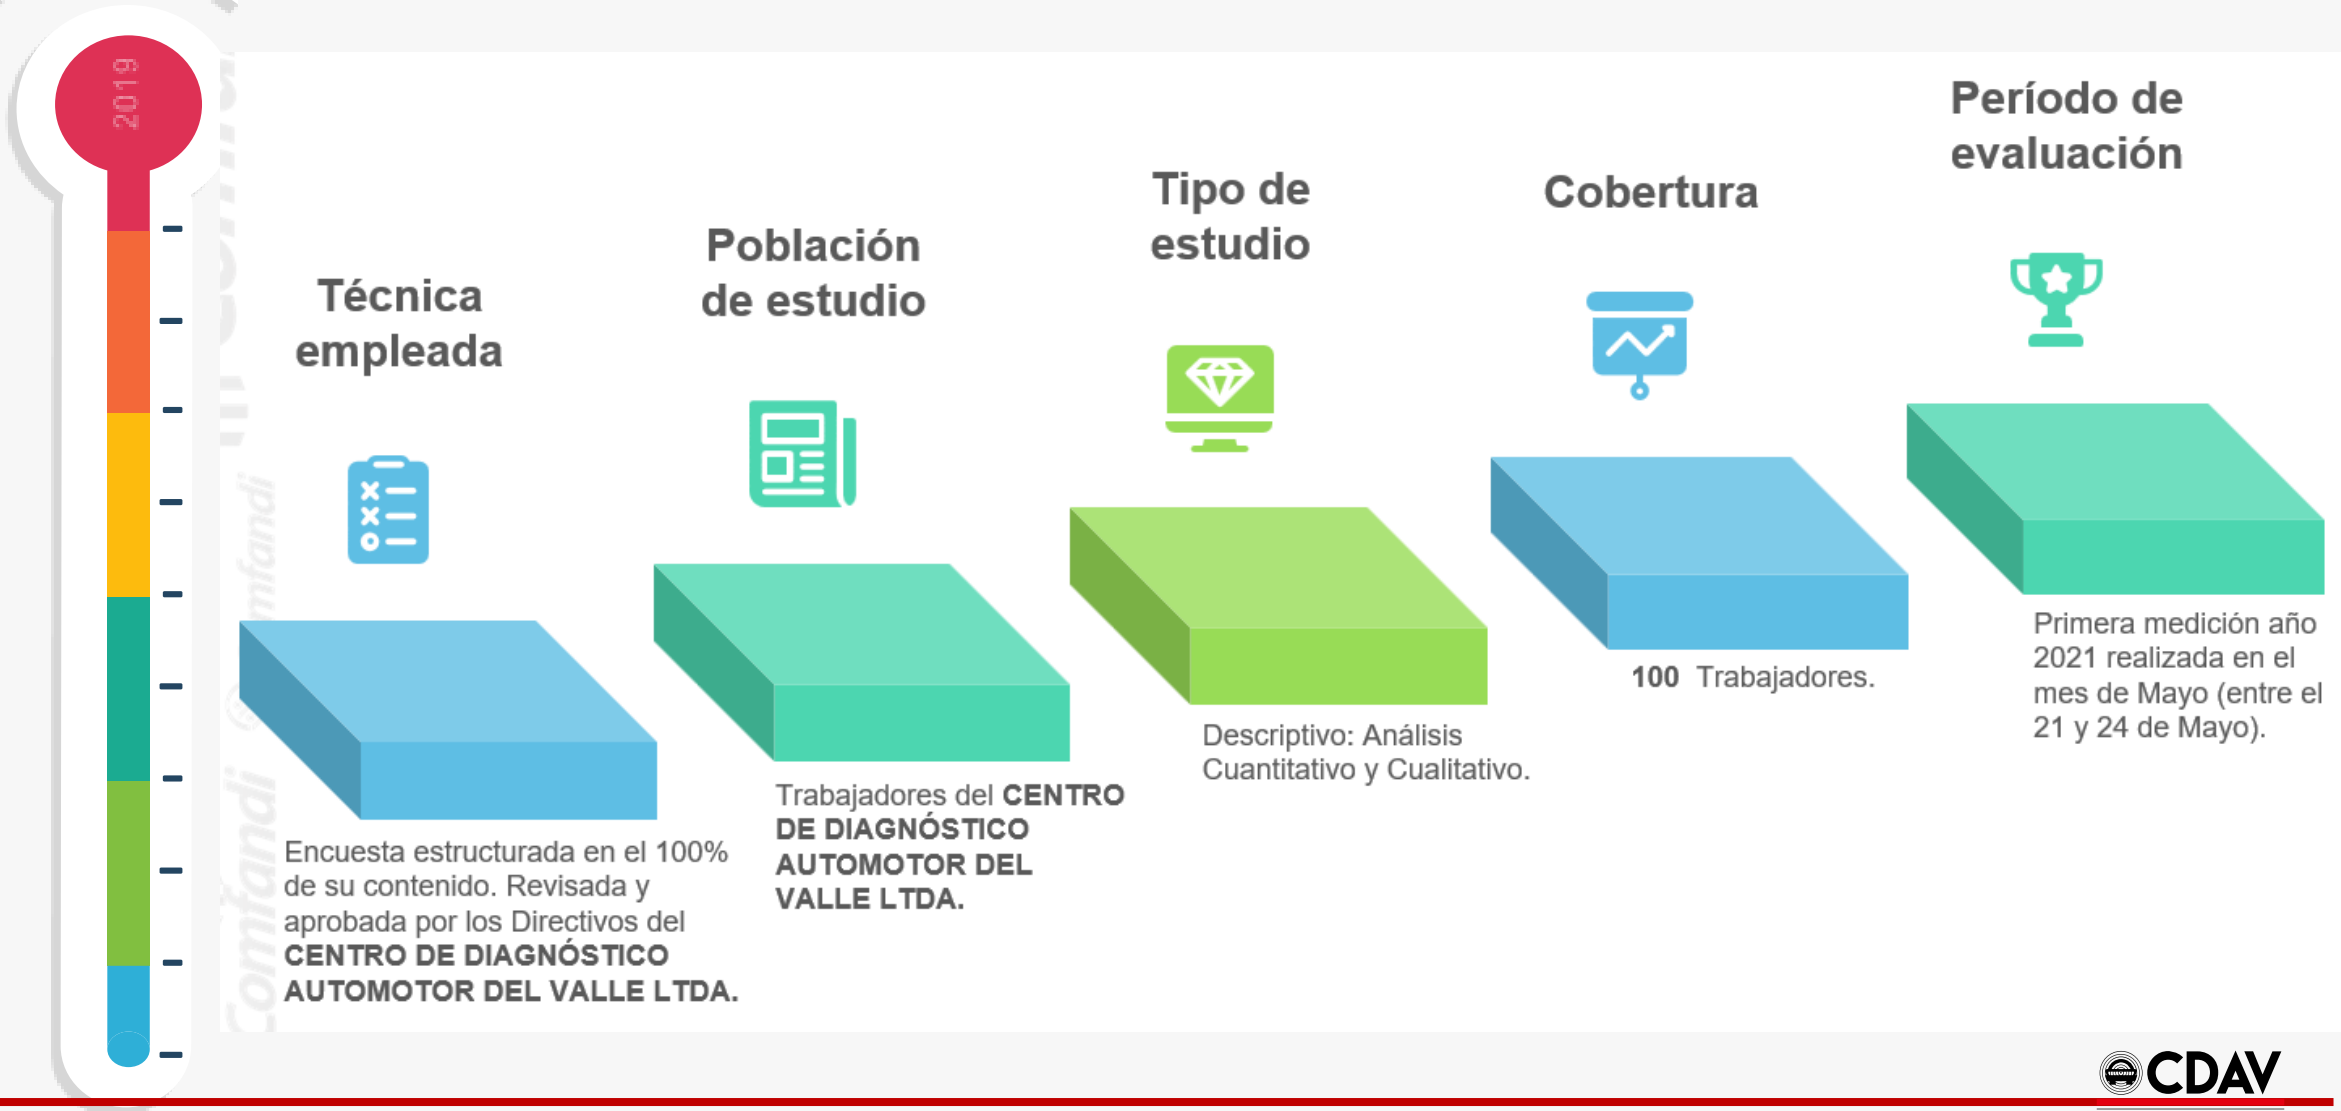 2019
Técnica
empleada
Encuesta estructurada en el 100%
de su contenido. Revisada y
aprobada por los Directivos del
CENTRO DE DIAGNÓSTICO
AUTOMOTOR DEL VALLE LTDA.
Población
de estudio
Trabajadores del CENTRO
DE DIAGNÓSTICO
AUTOMOTOR DEL
VALLE LTDA.
Tipo de
estudio
Descriptivo: Análisis
Cuantitativo y Cualitativo.
Cobertura
100 Trabajadores.
Período de
evaluación
Primera medición año
2021 realizada en el
mes de Mayo (entre el
21 y 24 de Mayo).
Comfandi
mfandi
CDAV